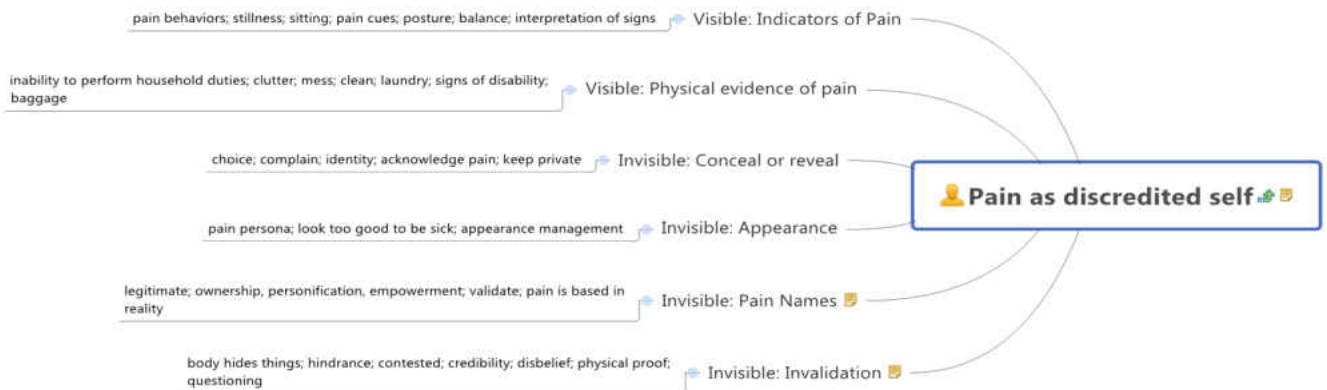 pain behaviors; stillness; sitting; pain cues; posture; balance; interpretation of signs
Visible: Indicators of Pain
inability to perform household duties; clutter; mess; clean; laundry; signs of disability;
baggage
Visible: Physical evidence of pain
choice; complain; identity; acknowledge pain; keep private
Invisible: Conceal or reveal
Pain as discredited self
pain persona; look too good to be sick; appearance management
Invisible: Appearance
legitimate; ownership, personification, empowerment; validate; pain is based in
reality
Invisible: Pain Names
body hides things; hindrance; contested; credibility; disbelief; physical proof;
questioning
Invisible: Invalidation